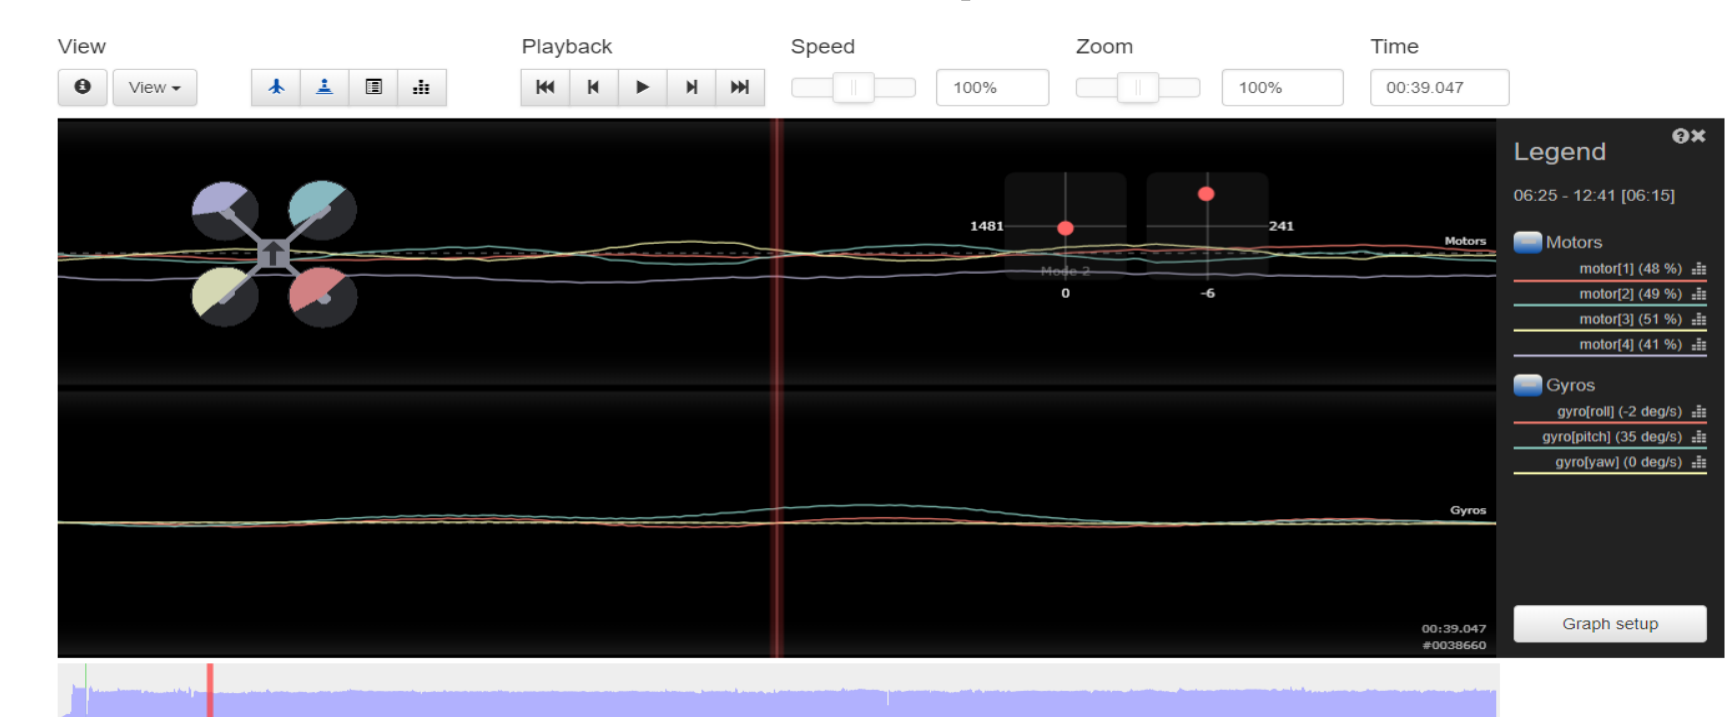 View
Playback
Speed
Zoom
Time
View
100%
100%
00:39.047
Legend
06:25 - 12:41 [06:15]
1481
241
Motors
Mode 2
0
-6
Motors
motor[1] (48 %)
motor[2] (49 %)
motor[3] (51 %)
motor[4] (41 %)
Gyros
gyro[roll] (-2 deg/s)
gyro[pitch] (35 deg/s)
gyro[yaw] (0 deg/s)
Gyros
00:39.047
#0038660
Graph setup